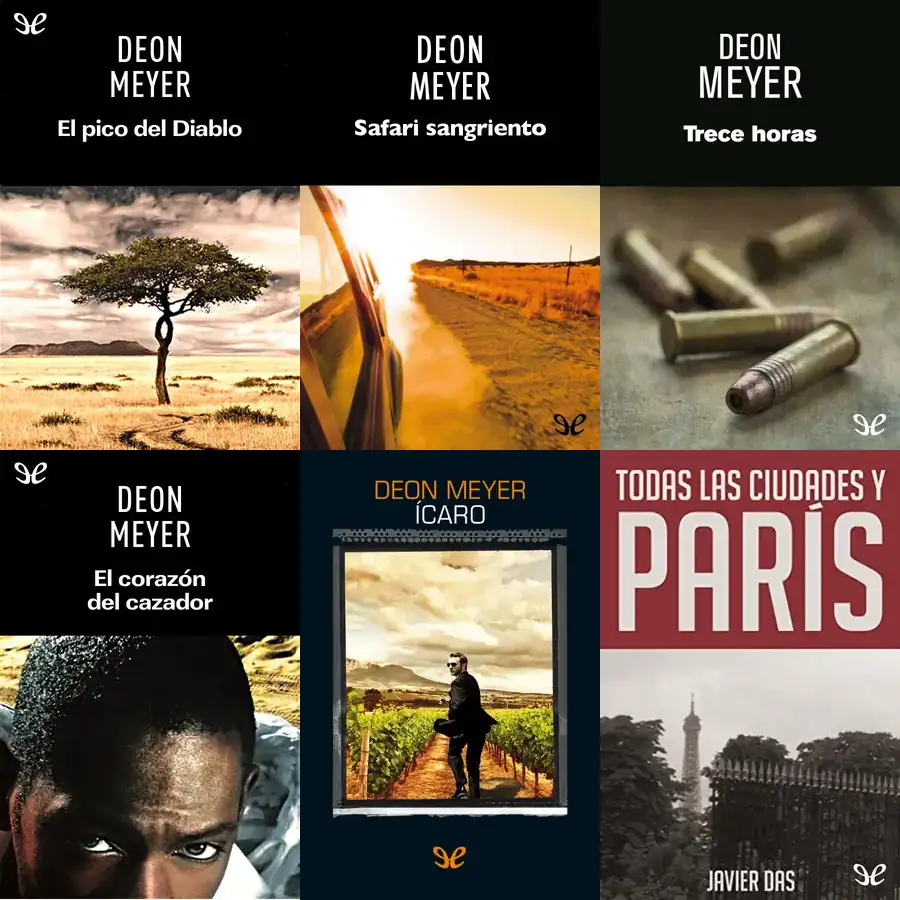 DEON
MEYER
El pico del Diablo
DEON
MEYER
Safari sangriento
DEON
MEYER
Trece horas
DEON
MEYER
El corazón
del cazador
DEON MEYER
ÍCARO
TODAS LAS CIUDADES Y
PARÍS
JAVIER DAS